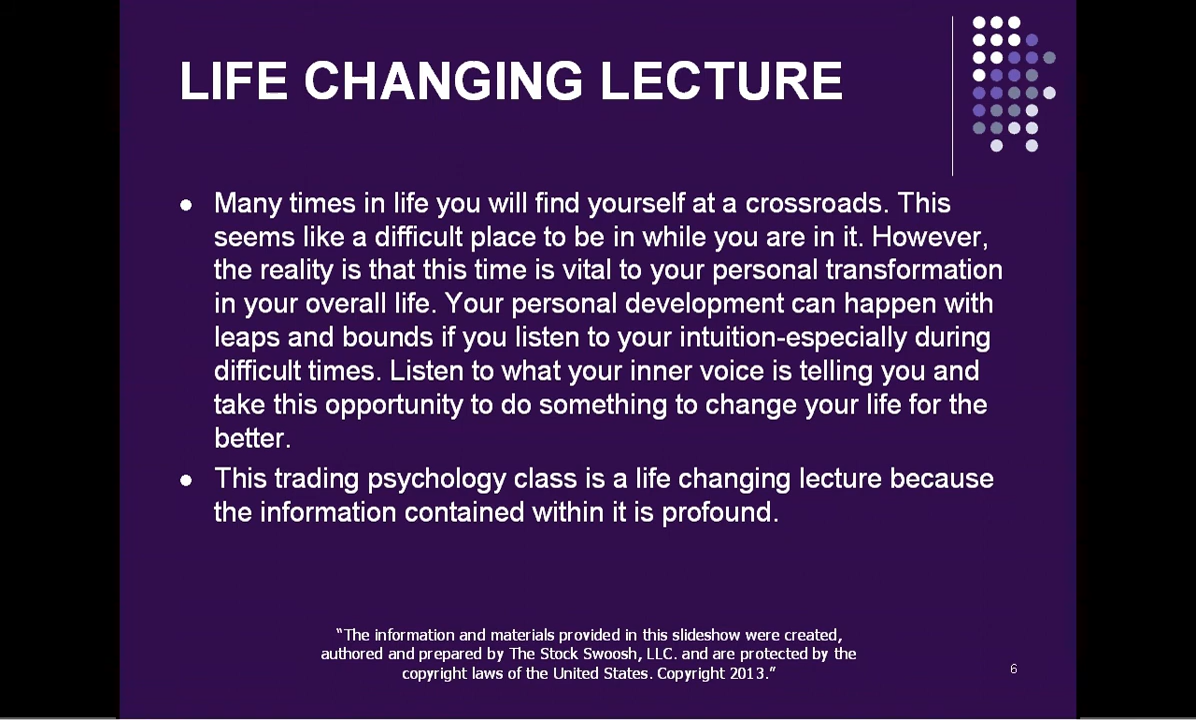 LIFE CHANGING LECTURE
● Many times in life you will find yourself at a crossroads. This
seems like a difficult place to be in while you are in it. However,
the reality is that this time is vital to your personal transformation
in your overall life. Your personal development can happen with
leaps and bounds if you listen to your intuition-especially during
difficult times. Listen to what your inner voice is telling you and
take this opportunity to do something to change your life for the
better.
● This trading psychology class is a life changing lecture because
the information contained within it is profound.
“The information and materials provided in this slideshow were created,
authored and prepared by The Stock Swoosh, LLC. and are protected by the
copyright laws of the United States. Copyright 2013.”
6